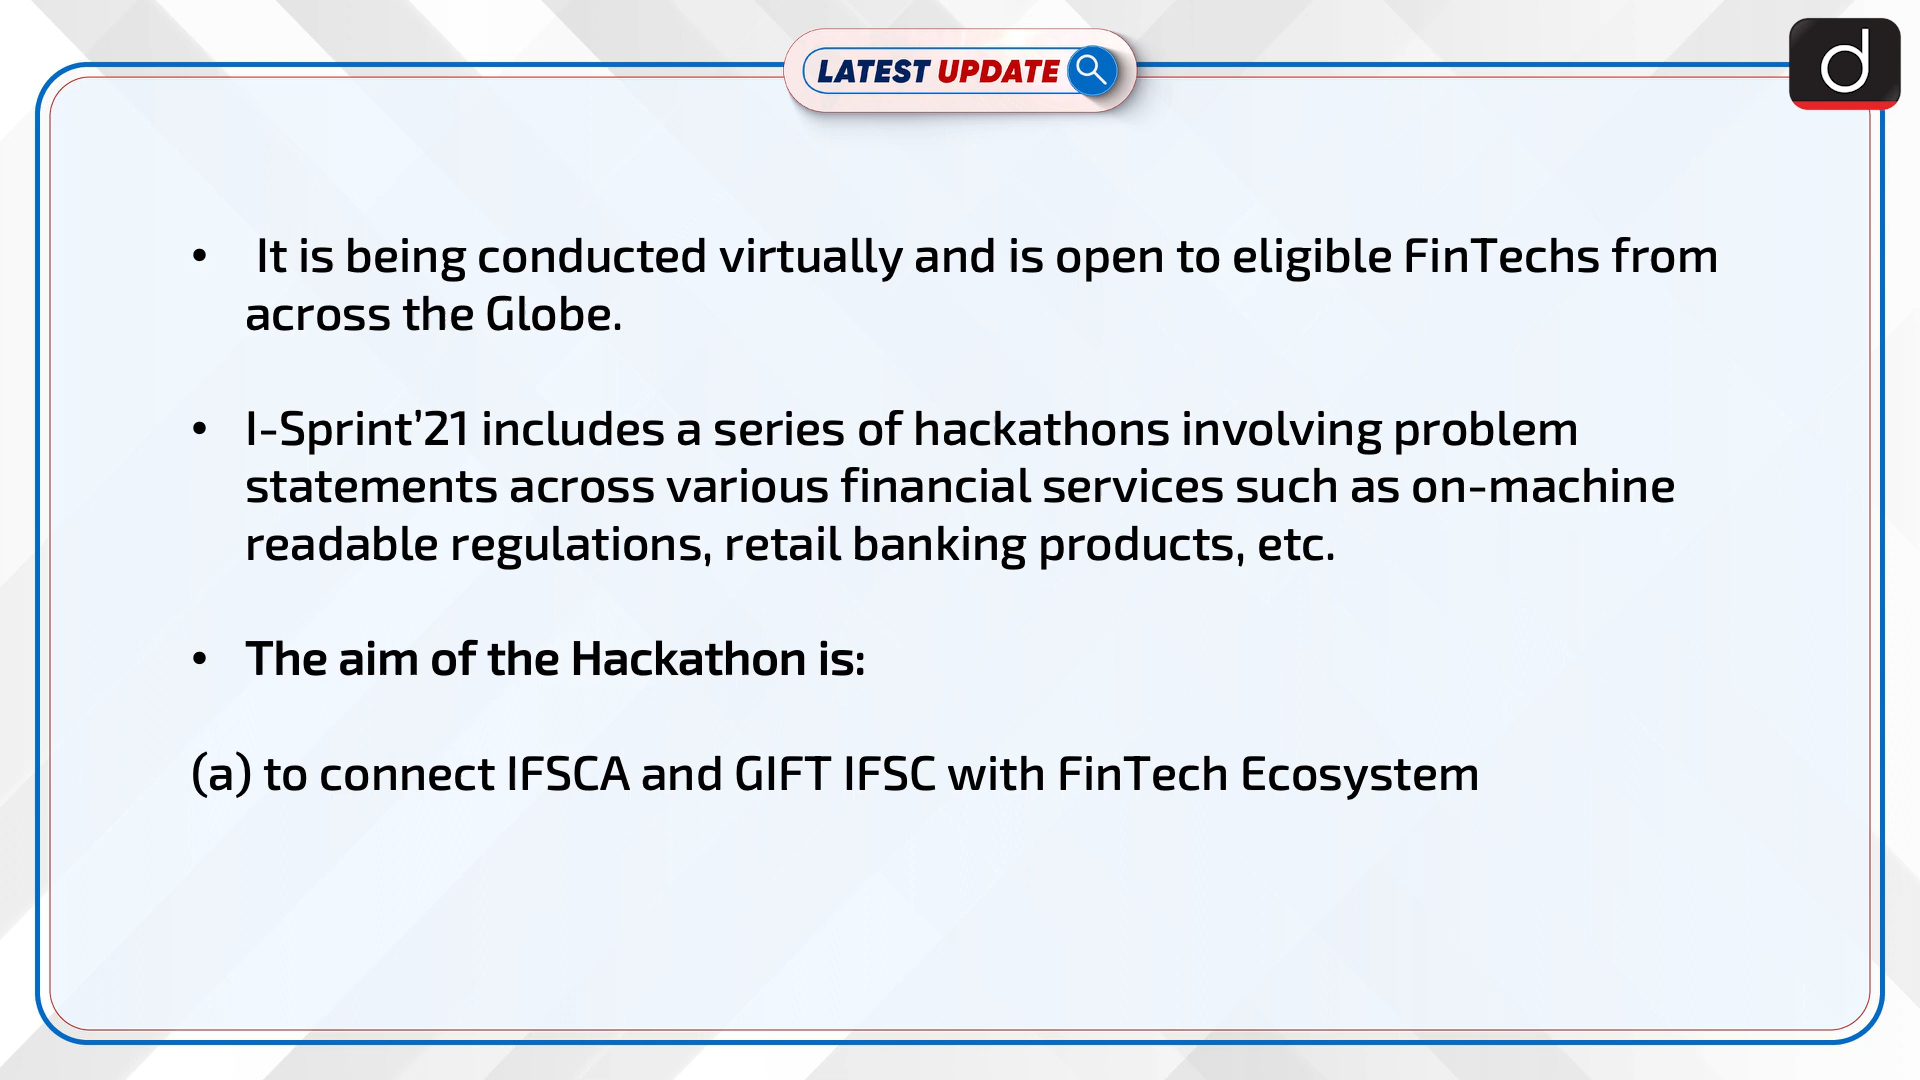 LATEST UPDATE
d
• It is being conducted virtually and is open to eligible FinTechs from
across the Globe.
• I-Sprint’21 includes a series of hackathons involving problem
statements across various financial services such as on-machine
readable regulations, retail banking products, etc.
• The aim of the Hackathon is:
(a) to connect IFSCA and GIFT IFSC with FinTech Ecosystem